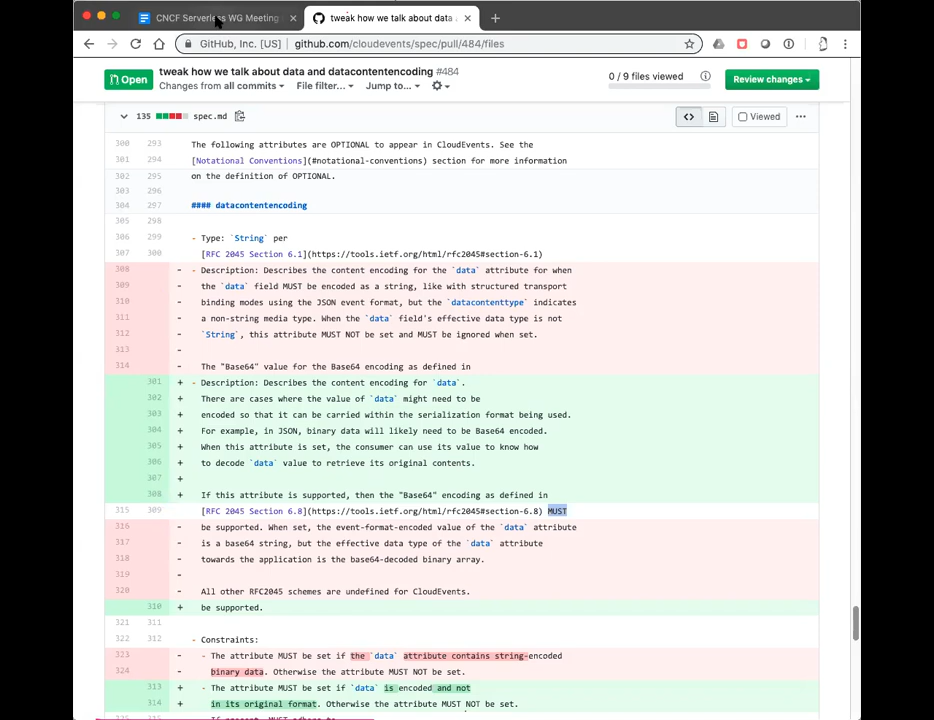 CNCF Serverless WG Meeting
tweak how we talk about data
GitHub, Inc. [US] | github.com/cloudevents/spec/pull/484/files
Open
tweak how we talk about data and datacontentencoding #484
Changes from all commits
File filter...
Jump to...
0 / 9 files viewed
Review changes
135 spec.md
Viewed
300 293 The following attributes are OPTIONAL to appear in CloudEvents. See the
301 294 [Notational Conventions](#notational-conventions) section for more information
302 295 on the definition of OPTIONAL.
303 296
304 297 #### datacontentencoding
305 298
306 299 - Type: `String` per
307 300 [RFC 2045 Section 6.1](https://tools.ietf.org/html/rfc2045#section-6.1)
308 - - Description: Describes the content encoding for the `data` attribute for when
309 - the `data` field MUST be encoded as a string, like with structured transport
310 - binding modes using the JSON event format, but the `datacontenttype` indicates
311 - a non-string media type. When the `data` field's effective data type is not
312 - `String`, this attribute MUST NOT be set and MUST be ignored when set.
313 -
314 - The "Base64" value for the Base64 encoding as defined in
301 + - Description: Describes the content encoding for `data`.
302 + There are cases where the value of `data` might need to be
303 + encoded so that it can be carried within the serialization format being used.
304 + For example, in JSON, binary data will likely need to be Base64 encoded.
305 + When this attribute is set, the consumer can use its value to know how
306 + to decode `data` value to retrieve its original contents.
307 +
308 + If this attribute is supported, then the "Base64" encoding as defined in
315 309 [RFC 2045 Section 6.8](https://tools.ietf.org/html/rfc2045#section-6.8) MUST
316 - be supported. When set, the event-format-encoded value of the `data` attribute
317 - is a base64 string, but the effective data type of the `data` attribute
318 - towards the application is the base64-decoded binary array.
319 -
320 - All other RFC2045 schemes are undefined for CloudEvents.
310 + be supported.
321 311
322 312 - Constraints:
323 - - The attribute MUST be set if the `data` attribute contains string-encoded
324 - binary data. Otherwise the attribute MUST NOT be set.
313 + - The attribute MUST be set if `data` is encoded and not
314 + in its original format. Otherwise the attribute MUST NOT be set.